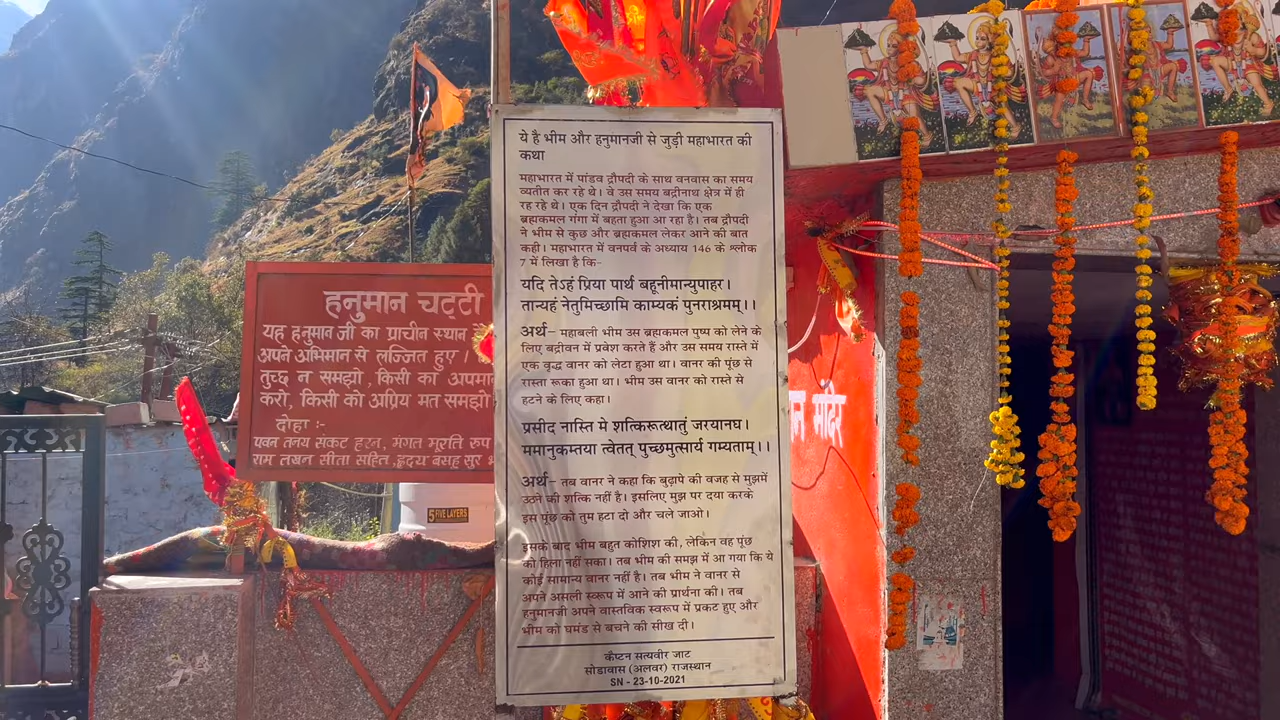 ये है भीम और हनुमानजी से जुड़ी महाभारत की
कथा
महाभारत में पांडव द्रौपदी के साथ वनवास का समय
व्यतीत कर रहे थे। वे उस समय बद्रीनाथ क्षेत्र में ही
रह रहे थे। एक दिन द्रौपदी ने देखा कि एक
ब्रह्मकमल गंगा में बहता हुआ आ रहा है। तब द्रौपदी
ने भीम से कुछ और ब्रह्मकमल लेकर आने की बात
कही। महाभारत में वनपर्व के अध्याय 146 के श्लोक
7 में लिखा है कि–
यदि तेऽहं प्रिया पार्थ बहूनीमान्युपाहर।
तान्यहं नेतुमिच्छामि काम्यकं पुनराश्रमम्।।
अर्थ– महाबली भीम उस ब्रह्मकमल पुष्प को लेने के
लिए बद्रीवन में प्रवेश करते हैं और उस समय रास्ते में
एक वृद्ध वानर को लेटा हुआ था। वानर की पूंछ से
रास्ता रूका हुआ था। भीम उस वानर को रास्ते से
हटने के लिए कहा।
प्रसीद नास्ति मे शक्तिरूत्थातुं जरयानघ।
ममानुकमतया त्वेतत् पुच्छमुत्सार्य गम्यताम्।।
अर्थ– तब वानर ने कहा कि बुढ़ापे की वजह से मुझमें
उठने की शक्ति नहीं है। इसलिए मुझ पर दया करके
इस पूंछ को तुम हटा दो और चले जाओ।
इसके बाद भीम बहुत कोशिश की, लेकिन वह पूंछ
को हिला नहीं सका। तब भीम की समझ में आ गया कि ये
कोई सामान्य वानर नहीं है। तब भीम ने वानर से
अपने असली स्वरूप में आने की प्रार्थना की। तब
हनुमानजी अपने वास्तविक स्वरूप में प्रकट हुए और
भीम को घमंड से बचने की सीख दी।
कैप्टन सत्यवीर जाट
सोडावास (अलवर) राजस्थान
SN - 23-10-2021
हनुमान चट्टी
यह हनुमान जी का प्राचीन स्थान
अपने अभिमान से लज्जित हुए।
तुच्छ न समझो, किसी का
करो, किसी को अप्रिय मत समझो
दोहा :-
पवन तनय संकट हरन, मंगल मूरति रुप
राम लखन सीता सहित, ह्रदय बसहु सुर
5 FIVE LAYERS
मंदिर